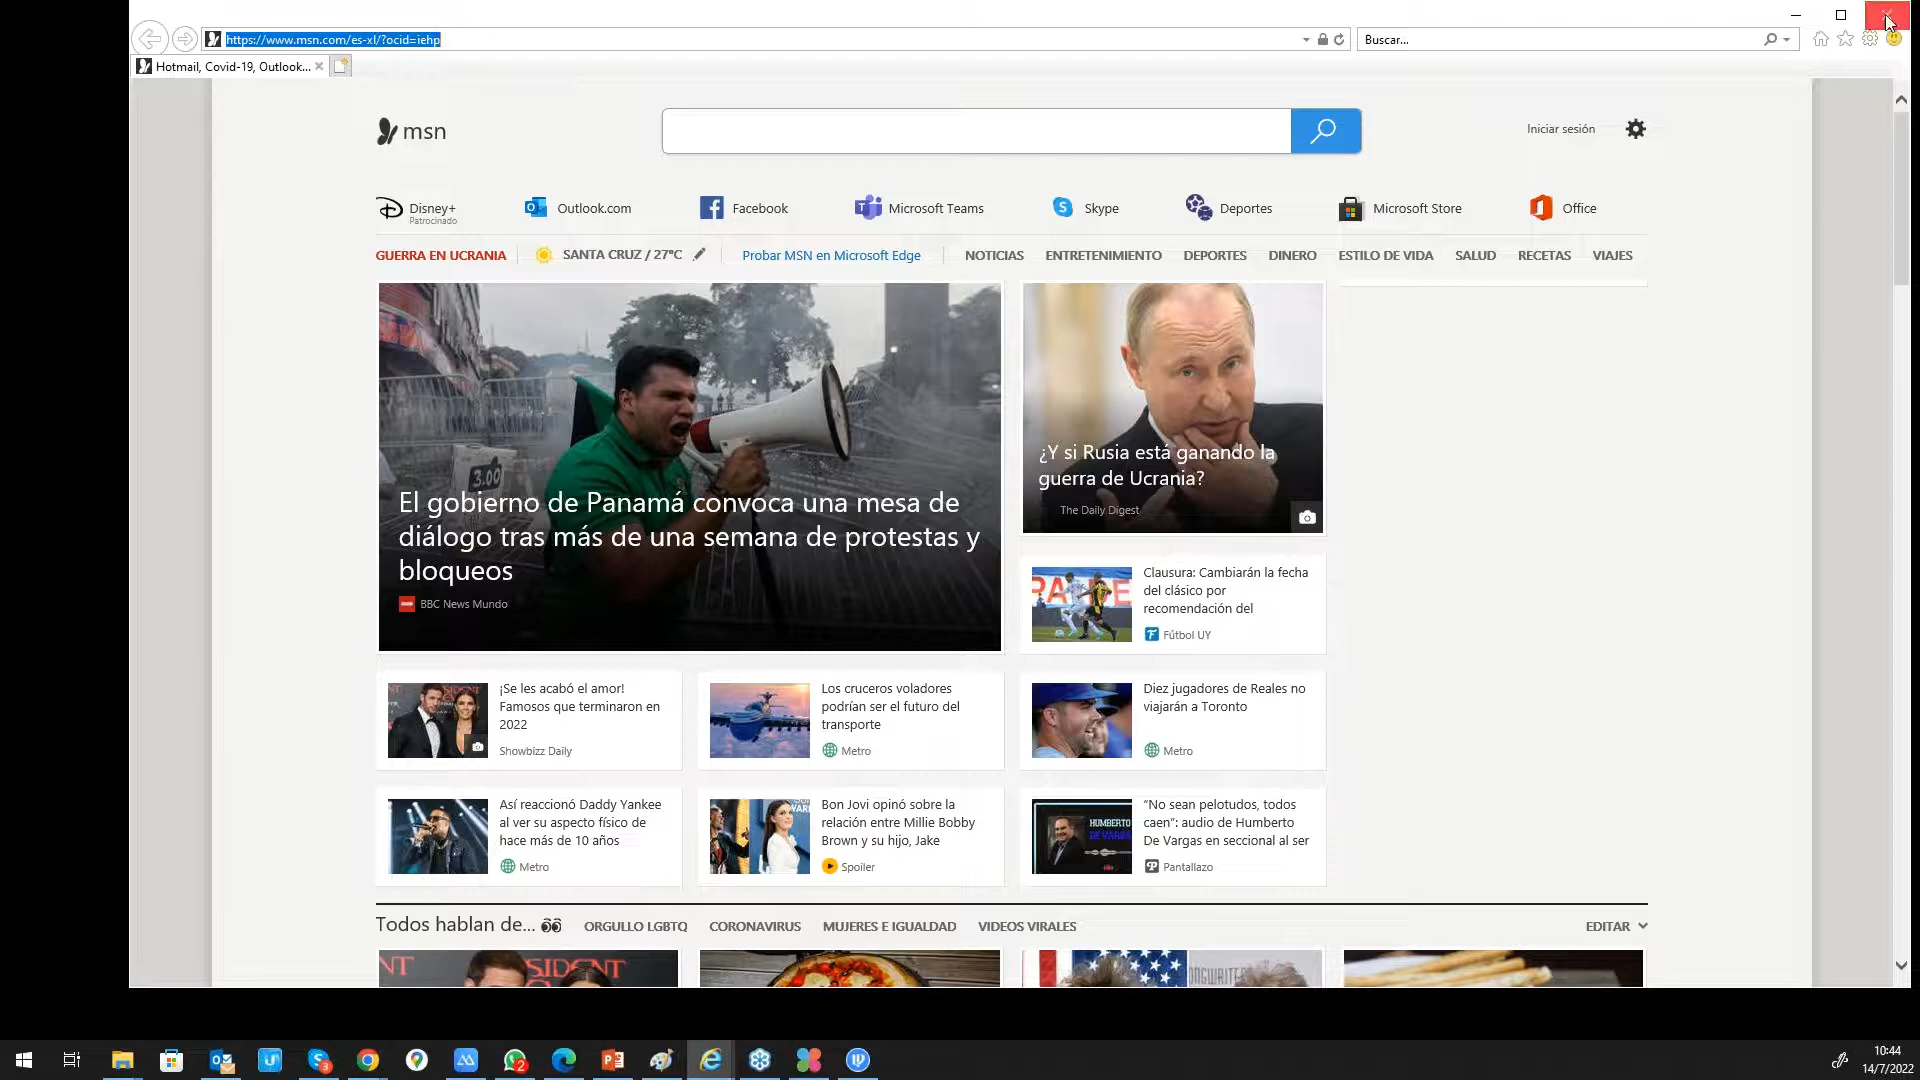 https://www.msn.com/es-xl/?ocid=iehp
Buscar...
Hotmail, Covid-19, Outlook...
msn
Iniciar sesión
Disney+
Patrocinado
Outlook.com
Facebook
Microsoft Teams
Skype
Deportes
Microsoft Store
Office
GUERRA EN UCRANIA
SANTA CRUZ / 27°C
Probar MSN en Microsoft Edge
NOTICIAS
ENTRETENIMIENTO
DEPORTES
DINERO
ESTILO DE VIDA
SALUD
RECETAS
VIAJES
3.00
El gobierno de Panamá convoca una mesa de
diálogo tras más de una semana de protestas y
bloqueos
BBC News Mundo
¿Y si Rusia está ganando la
guerra de Ucrania?
The Daily Digest
Clausura: Cambiarán la fecha
del clásico por
recomendación del
Fútbol UY
¡Se les acabó el amor!
Famosos que terminaron en
2022
Showbizz Daily
Los cruceros voladores
podrían ser el futuro del
transporte
Metro
Diez jugadores de Reales no
viajarán a Toronto
Metro
Así reaccionó Daddy Yankee
al ver su aspecto físico de
hace más de 10 años
Metro
Bon Jovi opinó sobre la
relación entre Millie Bobby
Brown y su hijo, Jake
Spoiler
HUMBERTO
DE VARGAS
"No sean pelotudos, todos
caen": audio de Humberto
De Vargas en seccional al ser
Pantallazo
Todos hablan de...
ORGULLO LGBTQ
CORONAVIRUS
MUJERES E IGUALDAD
VIDEOS VIRALES
EDITAR
NT
SIDENT
10:44
14/7/2022